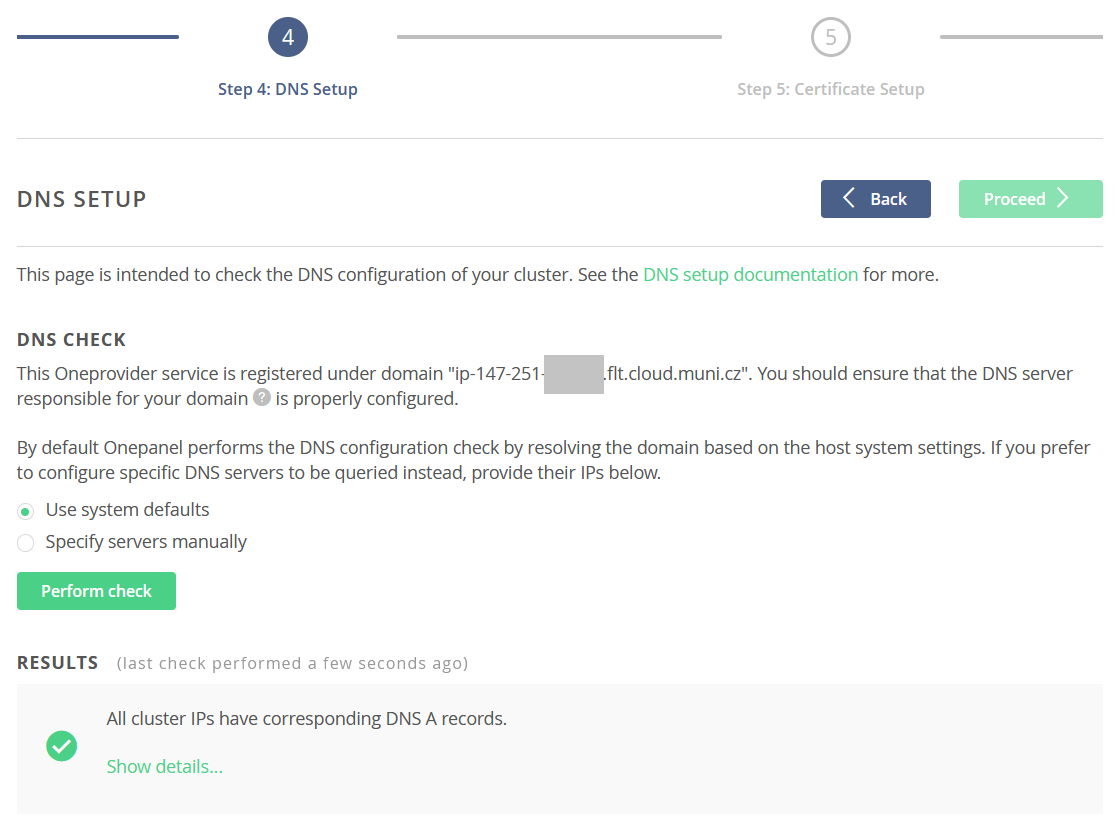 4
5
Step 4: DNS Setup
Step 5: Certificate Setup
DNS SETUP
Back
Proceed
This page is intended to check the DNS configuration of your cluster. See the DNS setup documentation for more.
DNS CHECK
This Oneprovider service is registered under domain "ip-147-251- .flt.cloud.muni.cz". You should ensure that the DNS server
responsible for your domain ? is properly configured.
By default Onepanel performs the DNS configuration check by resolving the domain based on the host system settings. If you prefer
to configure specific DNS servers to be queried instead, provide their IPs below.
Use system defaults
Specify servers manually
Perform check
RESULTS (last check performed a few seconds ago)
All cluster IPs have corresponding DNS A records.
Show details...